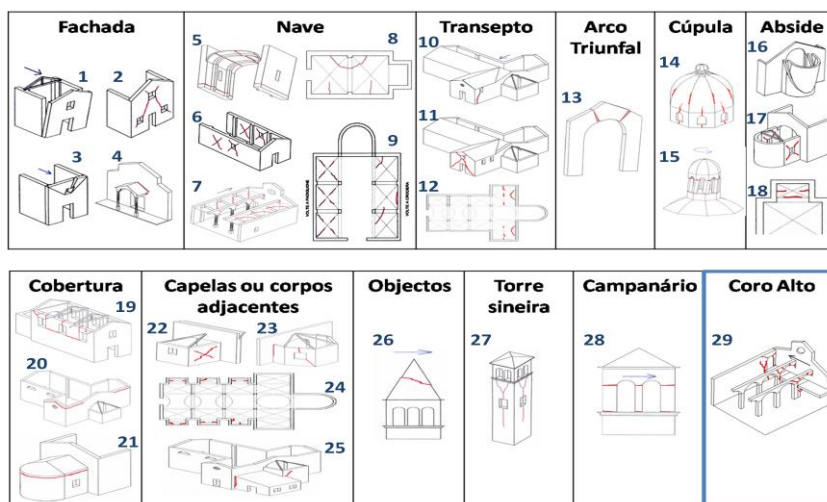 Fachada
Nave
Transepto
Arco
Triunfal
Cúpula
Abside
1
2
3
4
5
6
7
8
9
VOLTE A CROCIERA
10
11
12
13
14
15
16
17
18
Cobertura
Capelas ou corpos
adjacentes
Objectos
Torre
sineira
Campanário
Coro Alto
19
20
21
22
23
24
25
26
27
28
29